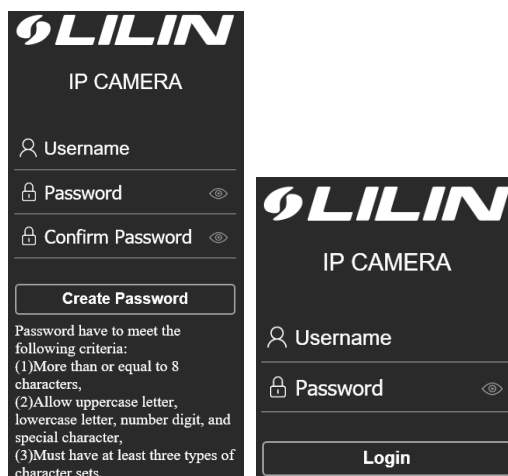 LILIN
IP CAMERA
Username
Password
Confirm Password
Create Password
Password have to meet the
following criteria:
(1)More than or equal to 8
characters,
(2)Allow uppercase letter,
lowercase letter, number digit, and
special character,
(3)Must have at least three types of
character sets
LILIN
IP CAMERA
Username
Password
Login